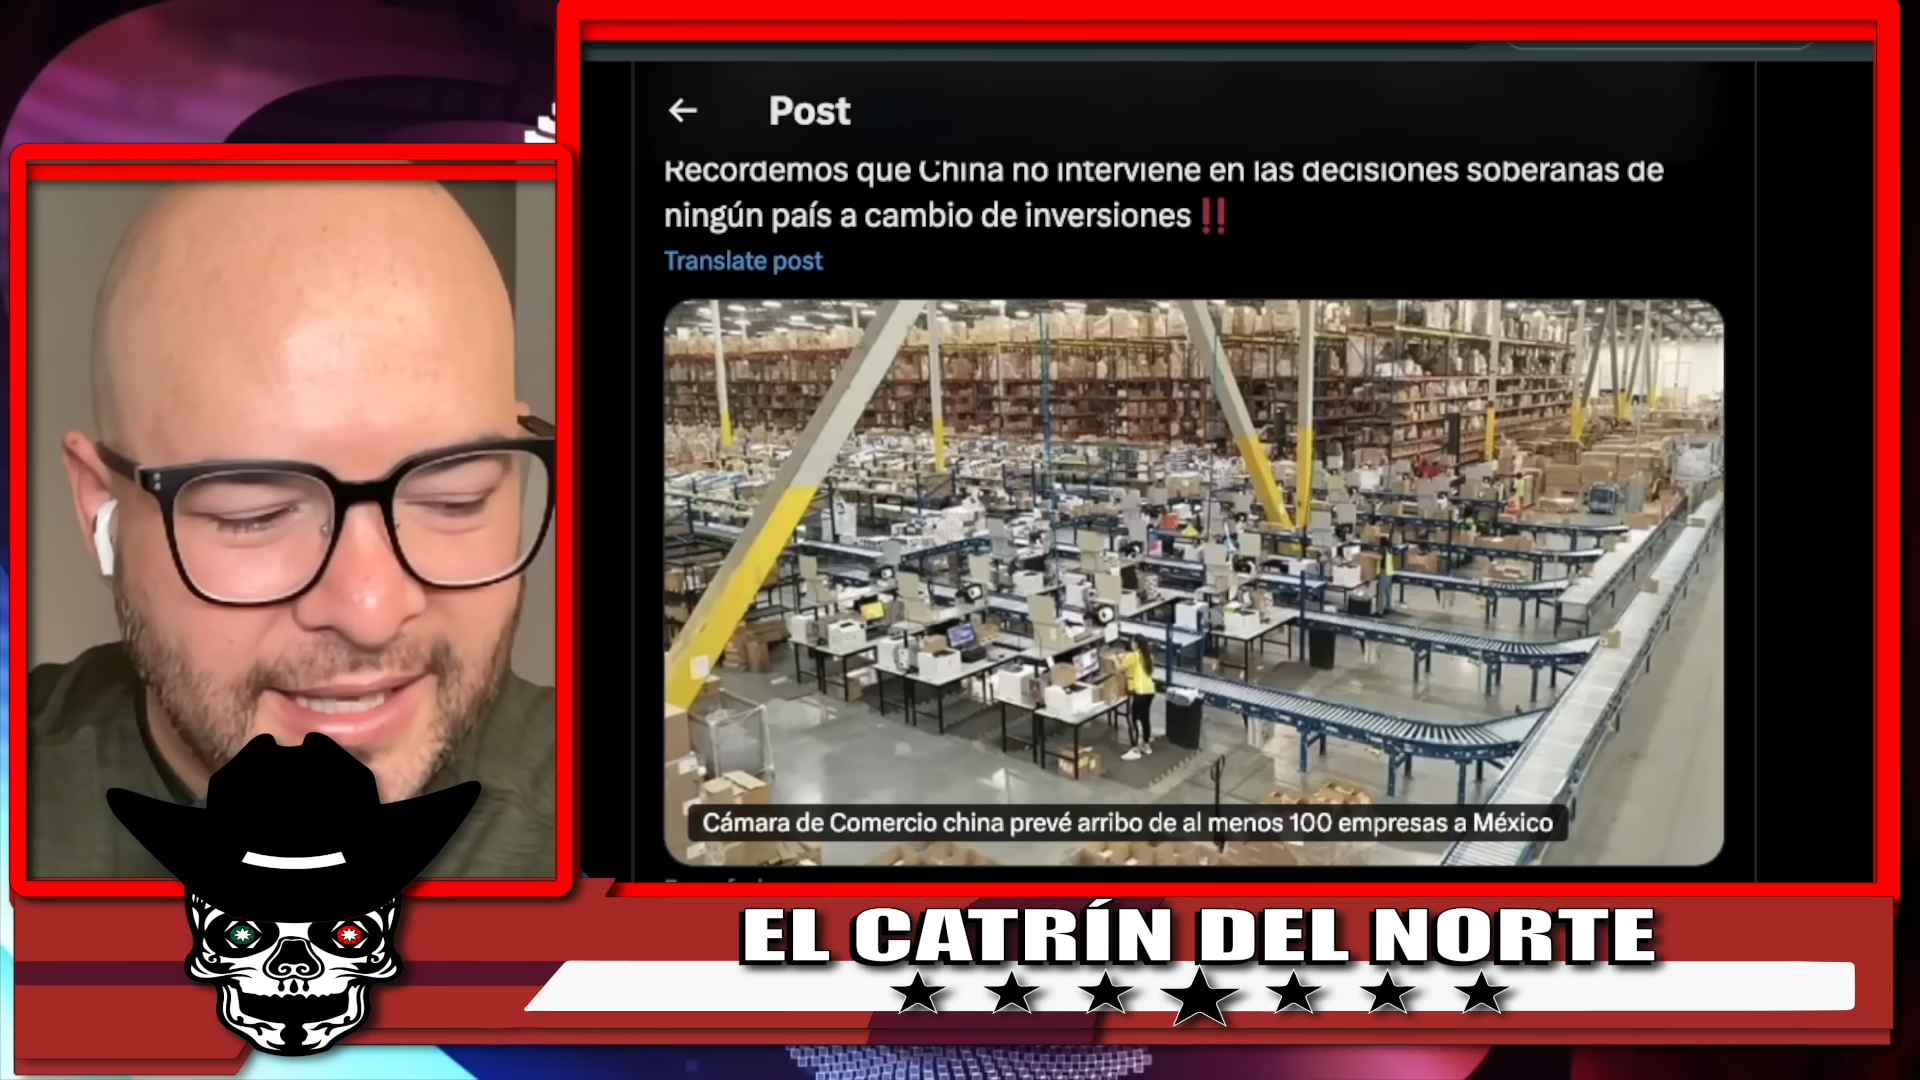 Post
Recordemos que China no interviene en las decisiones soberanas de
ningún país a cambio de inversiones ‼️
Translate post
Cámara de Comercio china prevé arribo de al menos 100 empresas a México
EL CATRÍN DEL NORTE